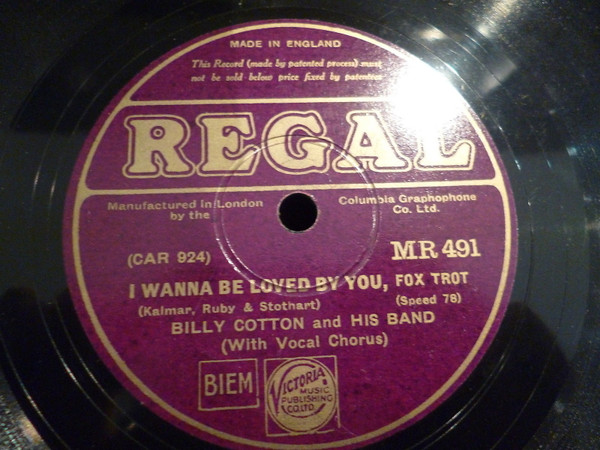 MADE IN ENGLAND
This Record (made by patented process) must
not be sold below price fixed by patentees
REGAL
Manufactured in London
by the
Columbia Graphophone
Co. Ltd.
(CAR 924)
MR 491
I WANNA BE LOVED BY YOU, FOX TROT
(Kalmar, Ruby & Stothart)
(Speed 78)
BILLY COTTON and HIS BAND
(With Vocal Chorus)
BIEM
VICTORIA
MUSIC
PUBLISHING
CO. LTD.